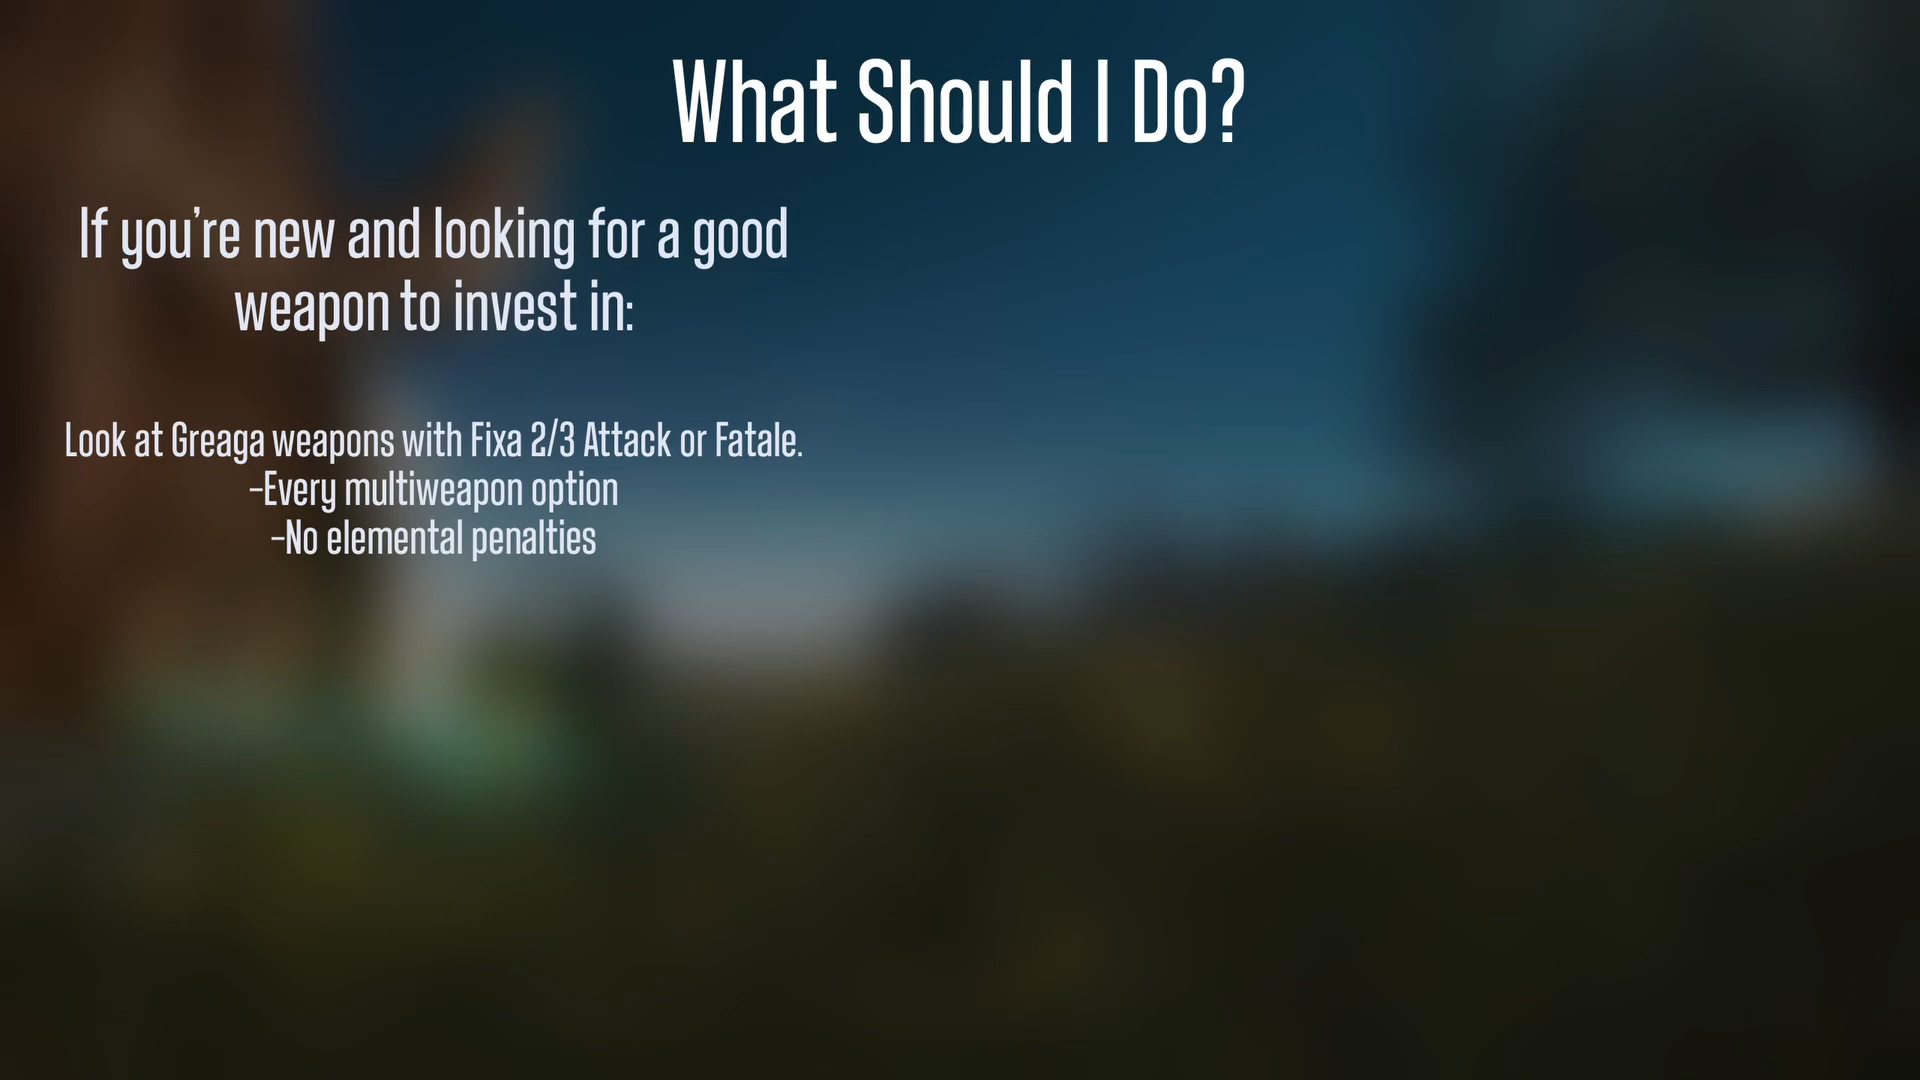 What Should I Do?
If you’re new and looking for a good
weapon to invest in:
Look at Greaga weapons with Fixa 2/3 Attack or Fatale.
-Every multiweapon option
-No elemental penalties